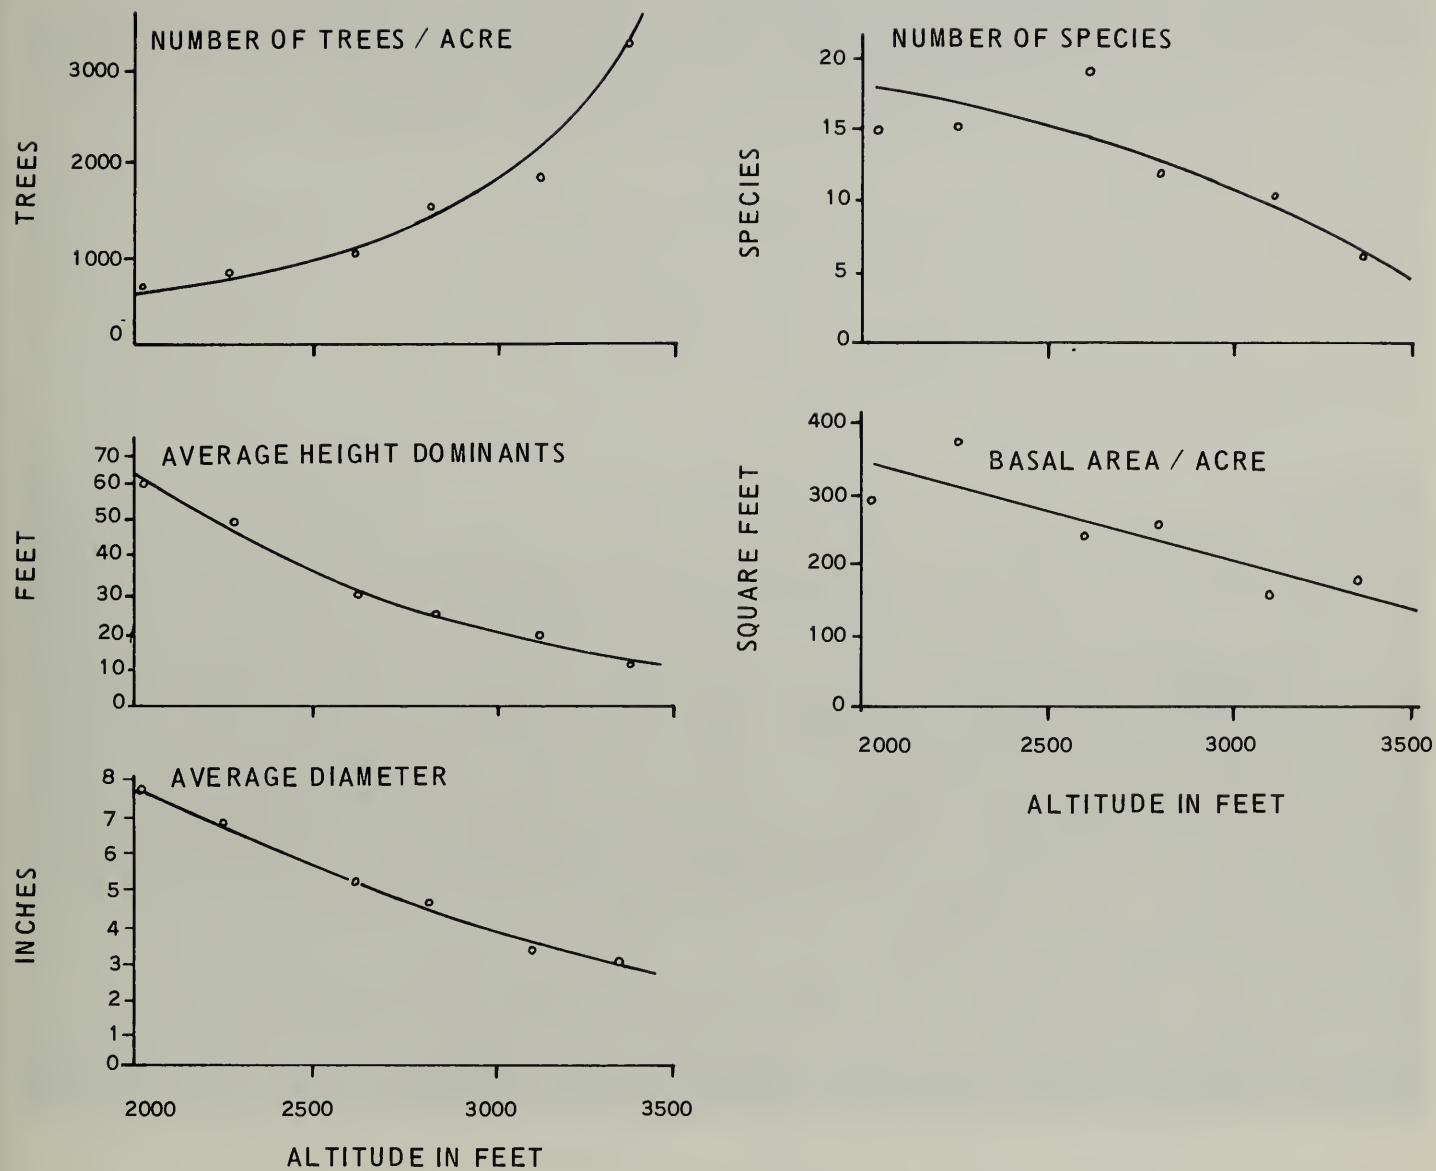 NUMBER OF TREES / ACRE
TREES
3000
2000
1000
0
NUMBER OF SPECIES
SPECIES
20
15
10
5
0
AVERAGE HEIGHT DOMINANTS
FEET
70
60
50
40
30
20
10
0
BASAL AREA / ACRE
SQUARE FEET
400
300
200
100
0
2000 2500 3000 3500
ALTITUDE IN FEET
AVERAGE DIAMETER
INCHES
8
7
6
5
4
3
2
1
0
2000 2500 3000 3500
ALTITUDE IN FEET